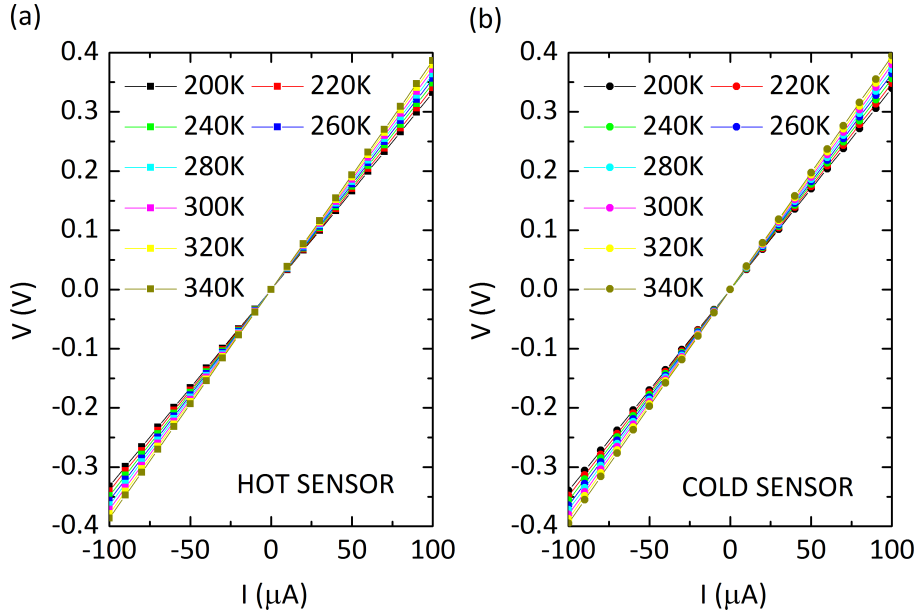 (a)
0.4
0.3
0.2
0.1
0.0
-0.1
-0.2
-0.3
-0.4
V (V)
200K 220K
240K 260K
280K
300K
320K
340K
HOT SENSOR
-100 -50 0 50 100
I (μA)
(b)
0.4
0.3
0.2
0.1
0.0
-0.1
-0.2
-0.3
-0.4
V (V)
200K 220K
240K 260K
280K
300K
320K
340K
COLD SENSOR
-100 -50 0 50 100
I (μA)